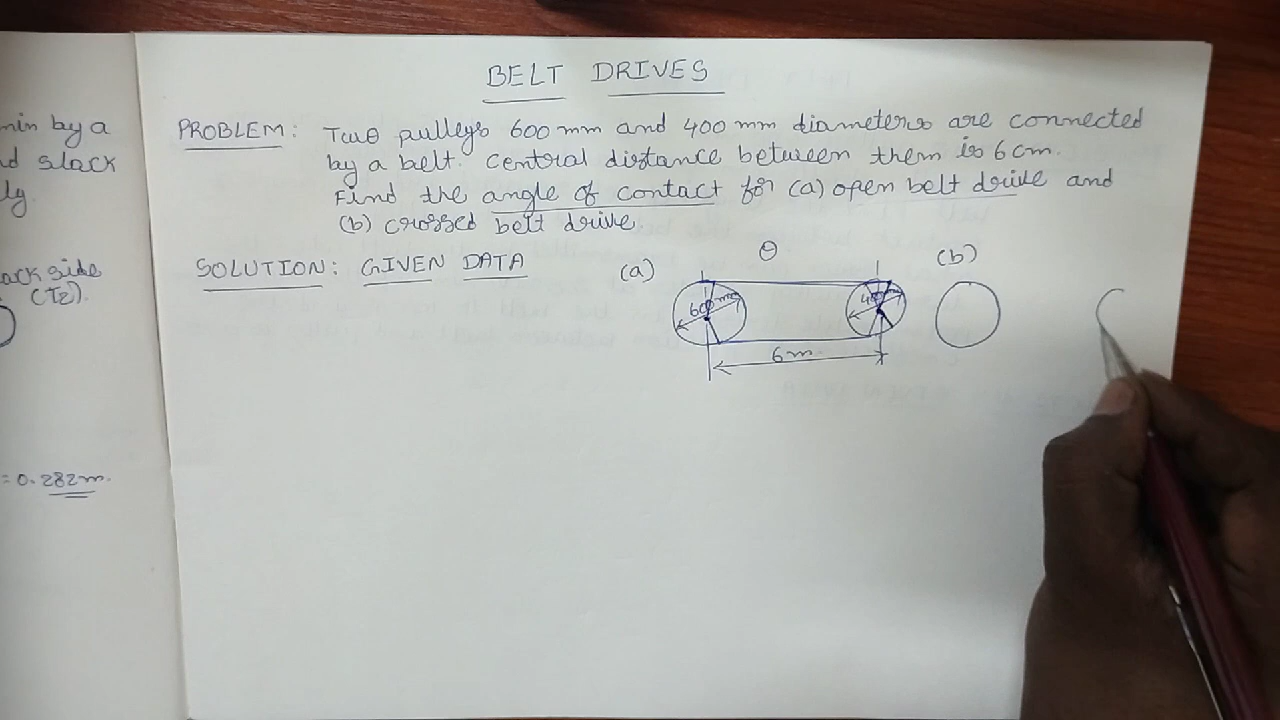 BELT DRIVES
min by a
d slack
ly.
ack side
(T2).
= 0.282m.
PROBLEM: Two pulleys 600 mm and 400 mm diameters are connected
by a belt. Central distance between them is 6 cm.
Find the angle of contact for (a) open belt drive and
(b) crossed belt drive.
SOLUTION: GIVEN DATA
(a) θ (b)
600 mm 400
6m.